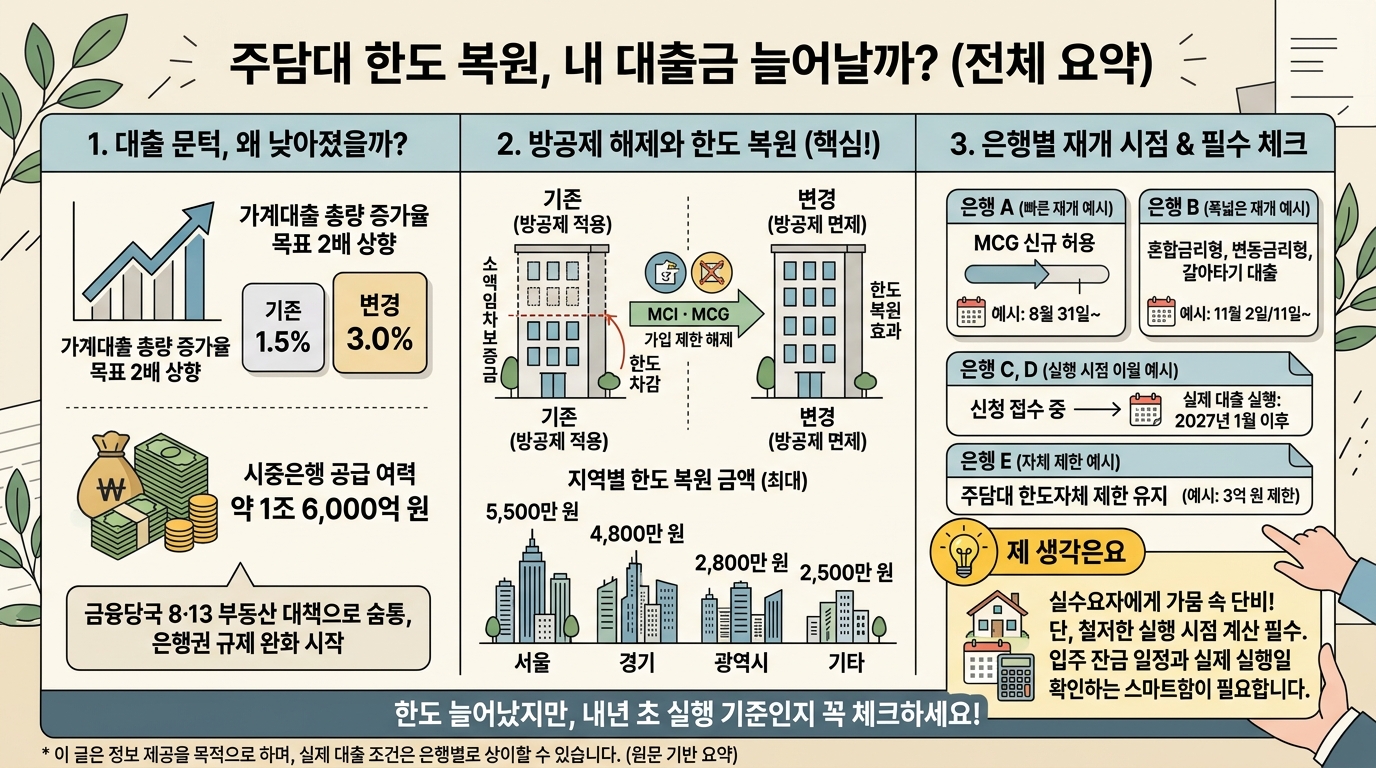 주담대 한도 복원, 내 대출금 늘어날까? (전체 요약)
1. 대출 문턱, 왜 낮아졌을까?
가계대출 총량 증가율
목표 2배 상향
기존
1.5%
변경
3.0%
가계대출 총량 증가율
목표 2배 상향
₩
시중은행 공급 여력
약 1조 6,000억 원
금융당국 8·13 부동산 대책으로 숨통,
은행권 규제 완화 시작
2. 방공제 해제와 한도 복원 (핵심!)
기존
(방공제 적용)
변경
(방공제 면제)
소액임차보증금
MCI · MCG
가입 제한 해제
한도
차감
한도
복원
효과
기존
(방공제 적용)
변경
(방공제 면제)
지역별 한도 복원 금액 (최대)
5,500만 원
4,800만 원
2,800만 원
2,500만 원
서울
경기
광역시
기타
3. 은행별 재개 시점 & 필수 체크
은행 A (빠른 재개 예시)
MCG 신규 허용
예시: 8월 31일~
은행 B (폭넓은 재개 예시)
혼합금리형, 변동금리형,
갈아타기 대출
예시: 11월 2일/11일~
은행 C, D (실행 시점 이월 예시)
신청 접수 중
실제 대출 실행:
2027년 1월 이후
은행 E (자체 제한 예시)
주담대 한도자체 제한 유지 (예시: 3억 원 제한)
제 생각은요
실수요자에게 가뭄 속 단비!
단, 철저한 실행 시점 계산 필수.
입주 잔금 일정과 실제 실행일
확인하는 스마트함이 필요합니다.
한도 늘어났지만, 내년 초 실행 기준인지 꼭 체크하세요!
* 이 글은 정보 제공을 목적으로 하며, 실제 대출 조건은 은행별로 상이할 수 있습니다. (원문 기반 요약)